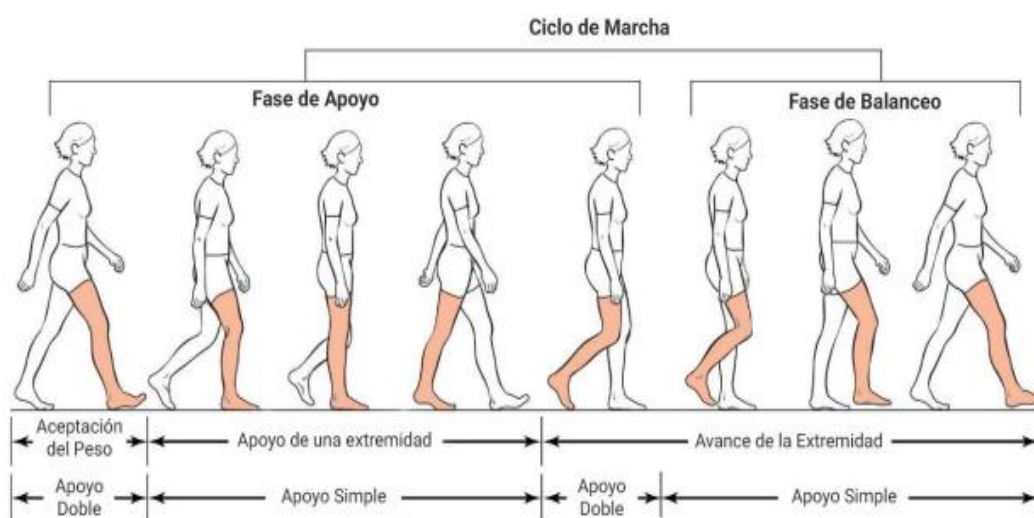 Ciclo de Marcha
Fase de Apoyo
Fase de Balanceo
Aceptación
del Peso
Apoyo de una extremidad
Avance de la Extremidad
Apoyo
Doble
Apoyo Simple
Apoyo
Doble
Apoyo Simple